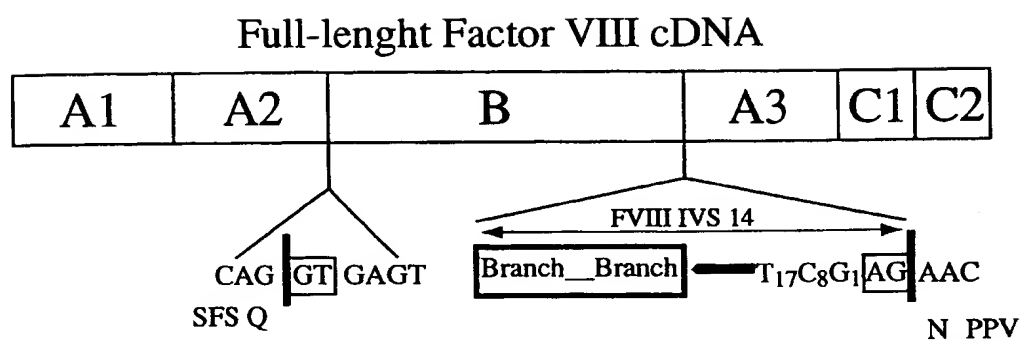 Full-lenght Factor VIII cDNA
A1 A2 B A3 C1 C2
FVIII IVS 14
CAG GT GAGT Branch__Branch T17C8G1 AG AAC
SFS Q
N PPV